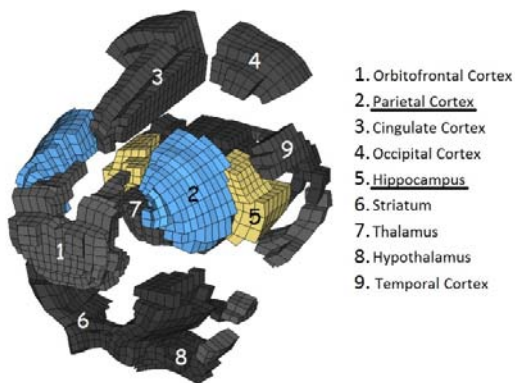 3
4
9
2
7
5
1
6
8
1. Orbitofrontal Cortex
2. Parietal Cortex
3. Cingulate Cortex
4. Occipital Cortex
5. Hippocampus
6. Striatum
7. Thalamus
8. Hypothalamus
9. Temporal Cortex